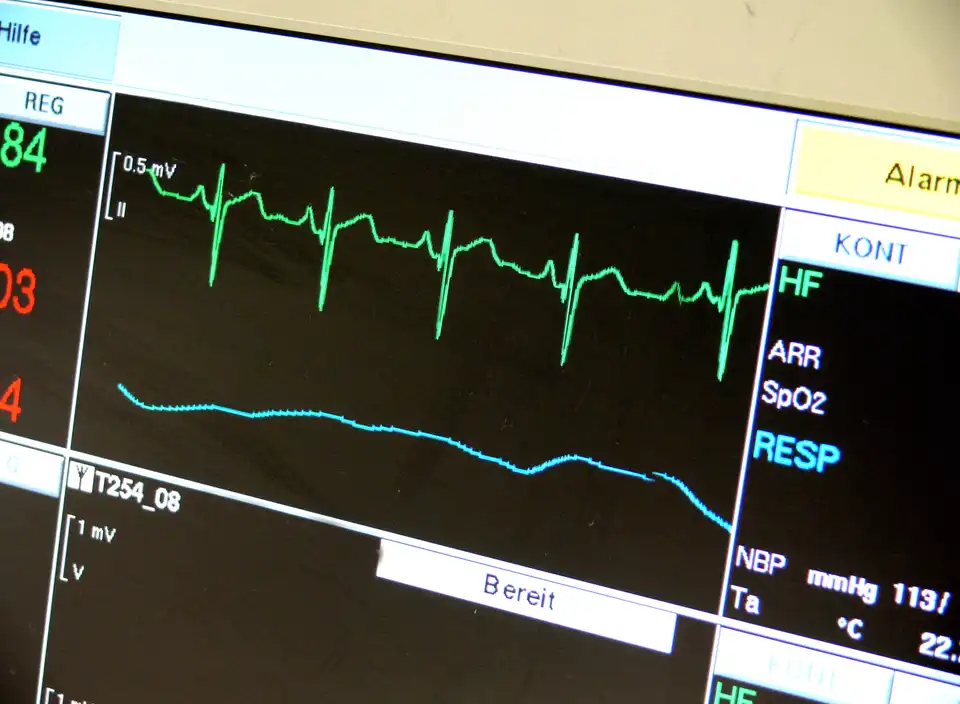 Hilfe
REG
84
0.5 mV
II
Alarm
KONT
HF
ARR
SpO2
RESP
03
4
T254_08
1 mV
V
Bereit
NBP mmHg 113/
Ta °C 22.
KONT
HF